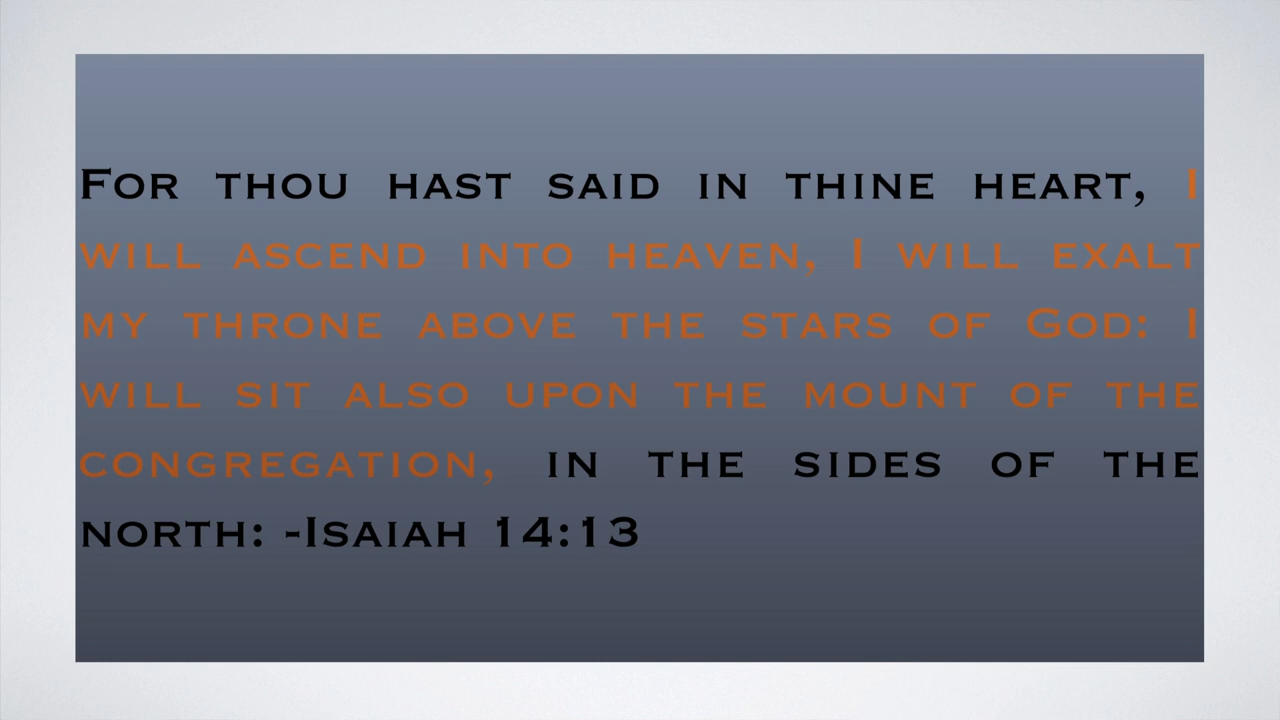 For thou hast said in thine heart, I
will ascend into heaven, I will exalt
my throne above the stars of God: I
will sit also upon the mount of the
congregation, in the sides of the
north: -Isaiah 14:13